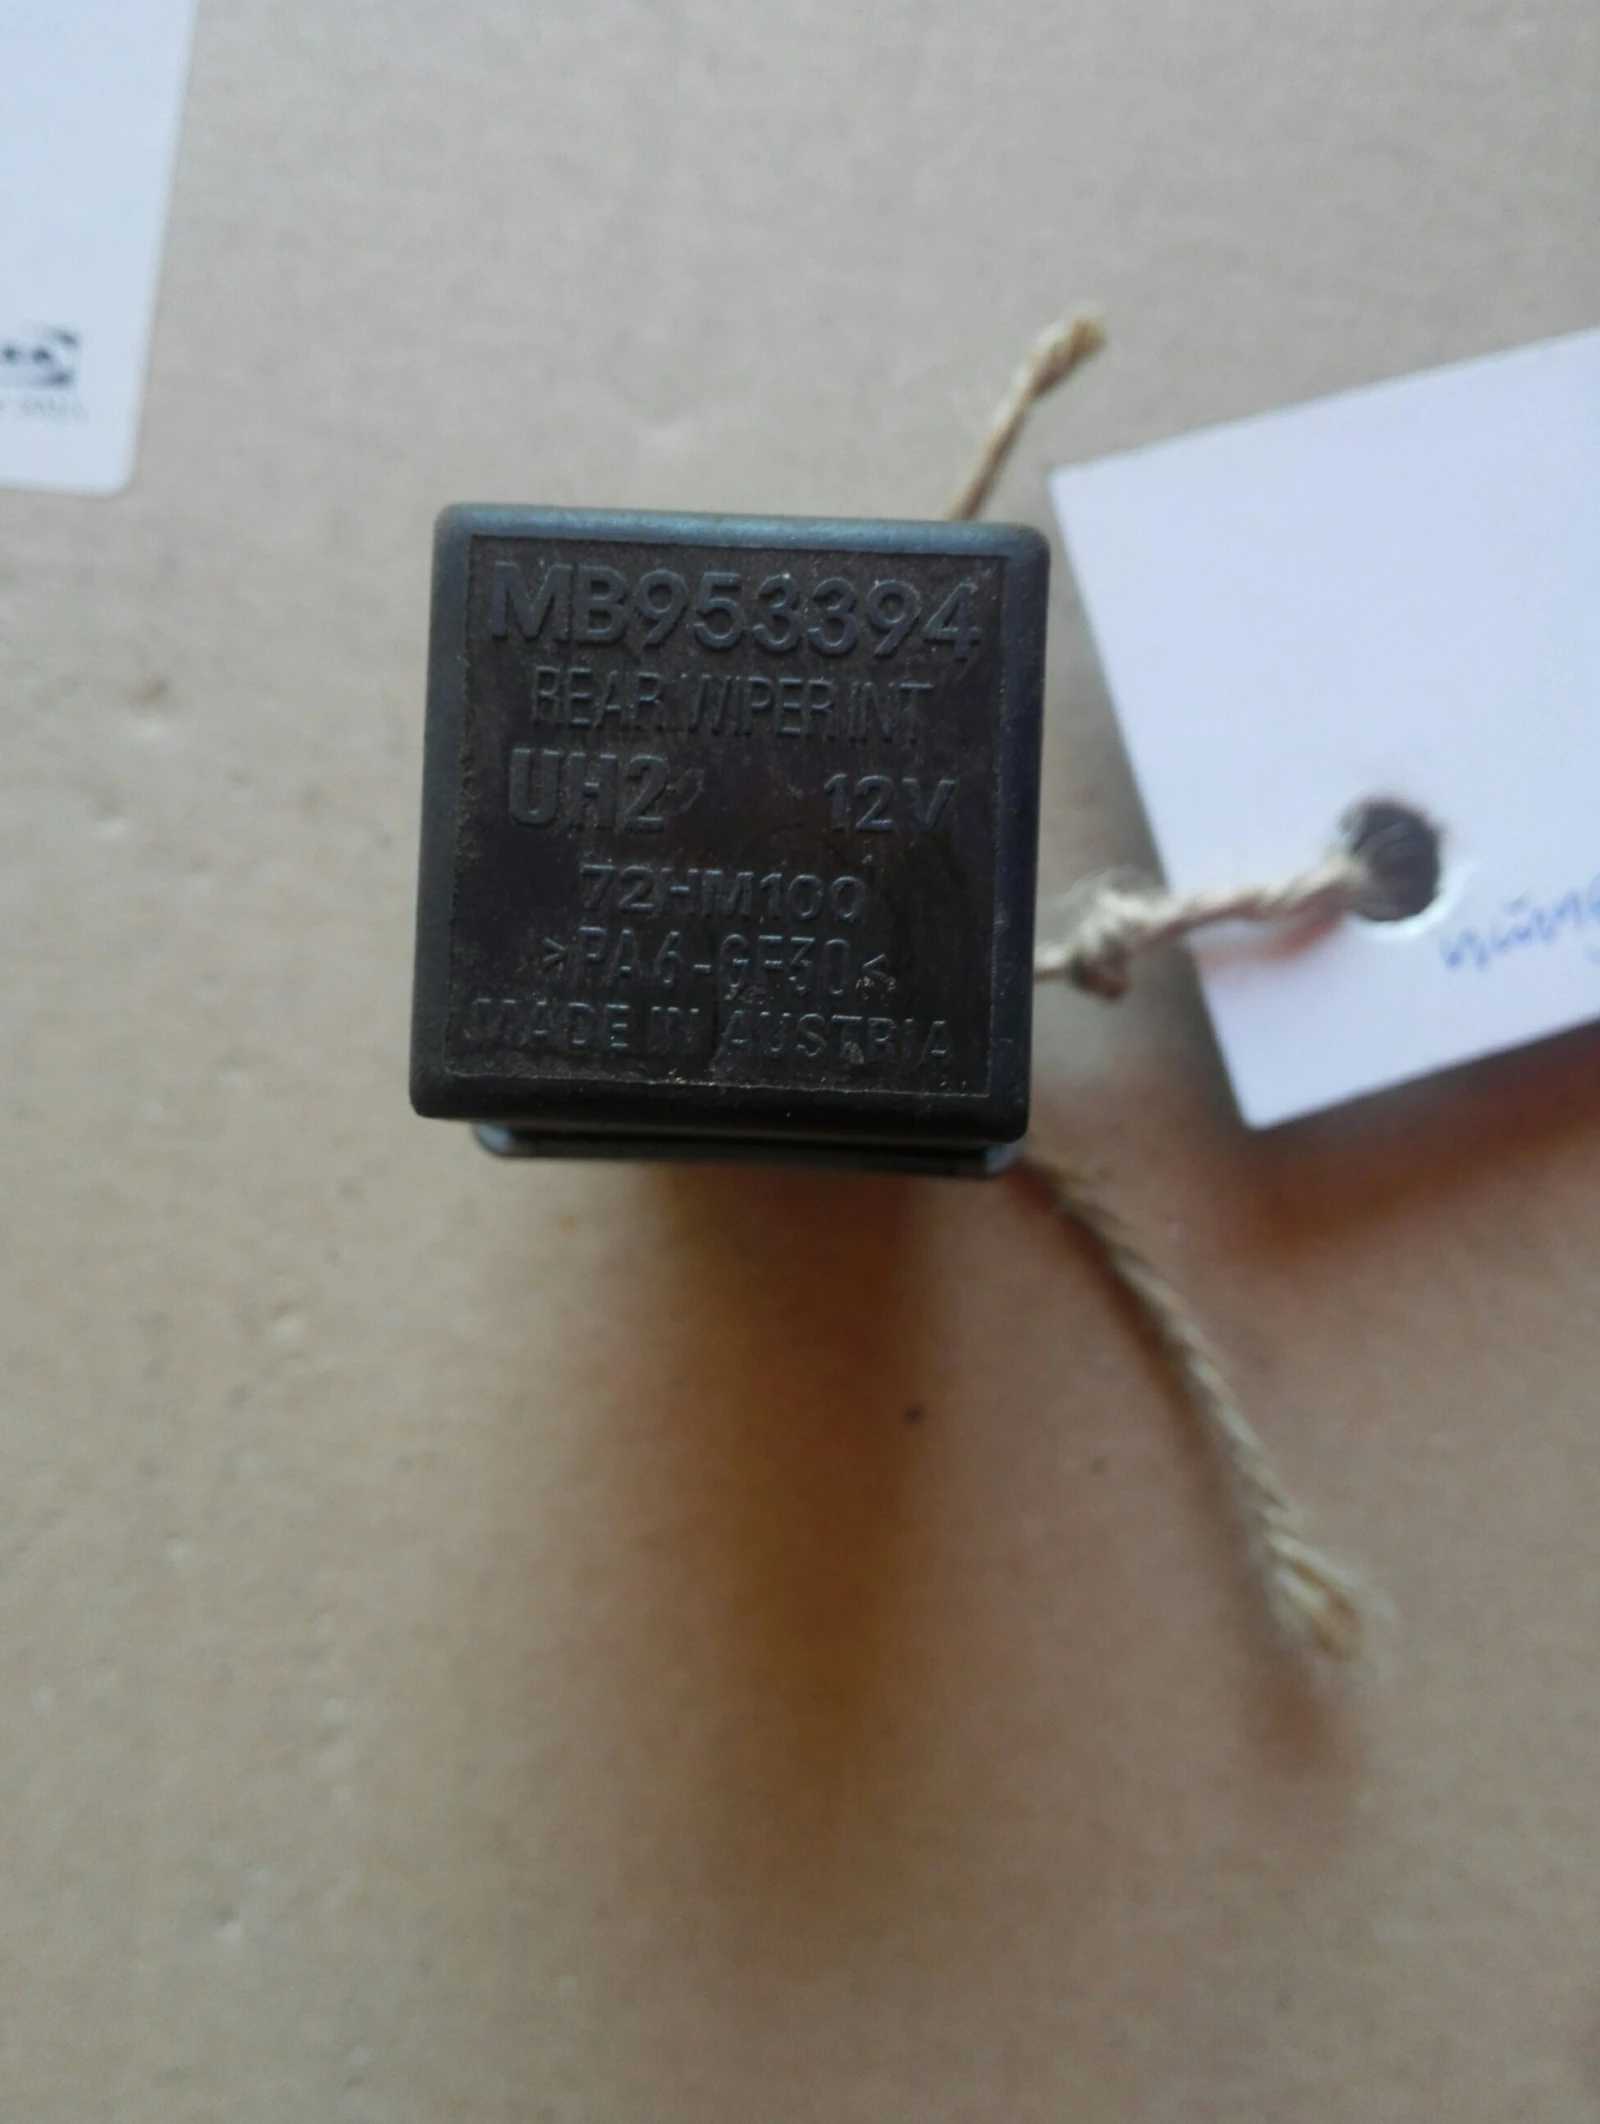 MB953394
REAR WIPER INT
UH2 12V
72HM100
>PA6-GF30<
MADE IN AUSTRIA